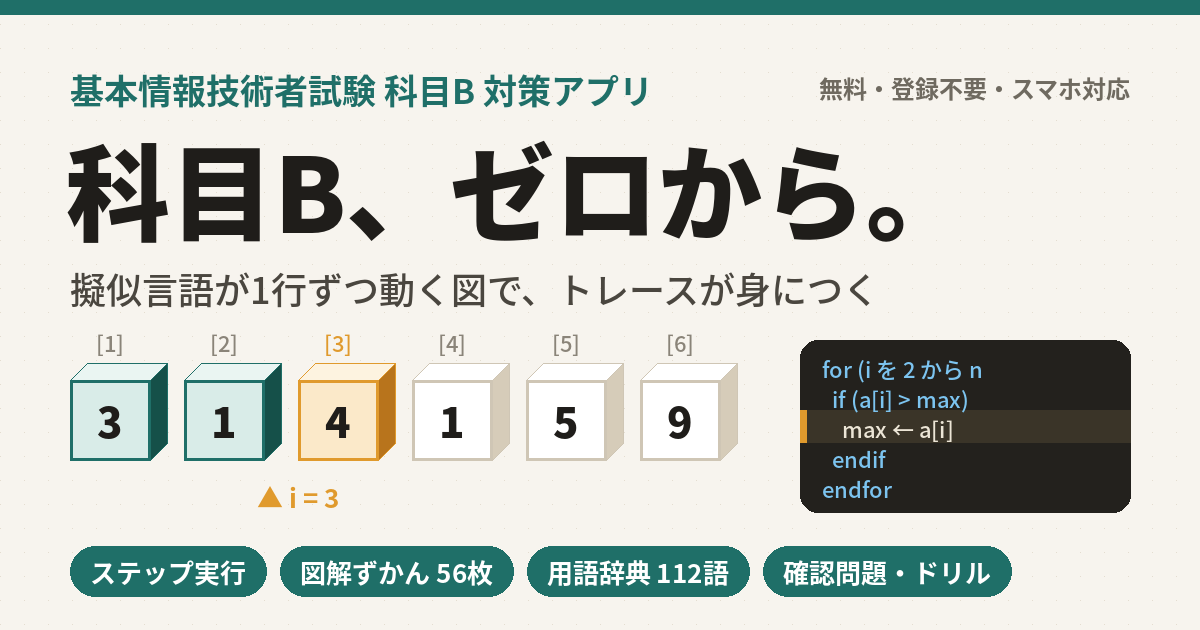 基本情報技術者試験 科目B 対策アプリ
無料・登録不要・スマホ対応
科目B、ゼロから。
擬似言語が1行ずつ動く図で、トレースが身につく
[1] [2] [3] [4] [5] [6]
3 1 4 1 5 9
▲ i = 3
for (i を 2 から n
if (a[i] > max)
max ← a[i]
endif
endfor
ステップ実行 図解ずかん 56枚 用語辞典 112語 確認問題・ドリル